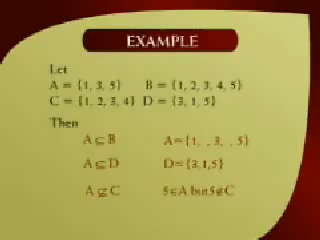 EXAMPLE
Let
A = {1, 3, 5} B = {1, 2, 3, 4, 5}
C = {1, 2, 3, 4} D = {3, 1, 5}
Then
A ⊆ B A={1, , 3, , 5}
A ⊆ D D={3,1,5}
A ⊈ C 5∈A but 5∉C